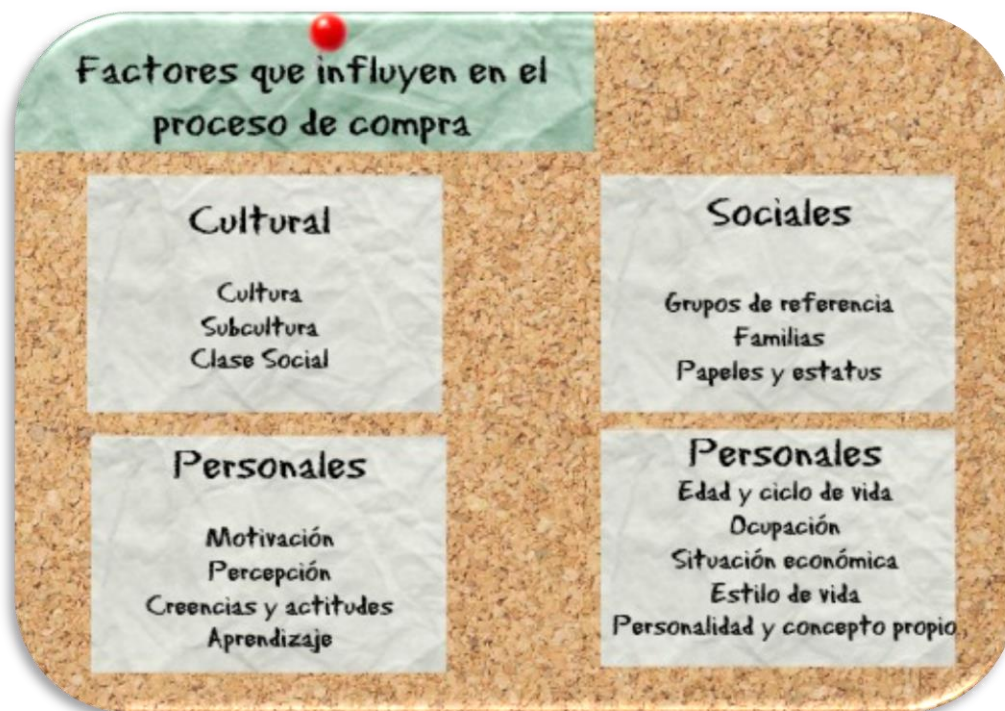 Factores que influyen en el
proceso de compra
Cultural
Cultura
Subcultura
Clase Social
Sociales
Grupos de referencia
Familias
Papeles y estatus
Personales
Motivación
Percepción
Creencias y actitudes
Aprendizaje
Personales
Edad y ciclo de vida
Ocupación
Situación económica
Estilo de vida
Personalidad y concepto propio